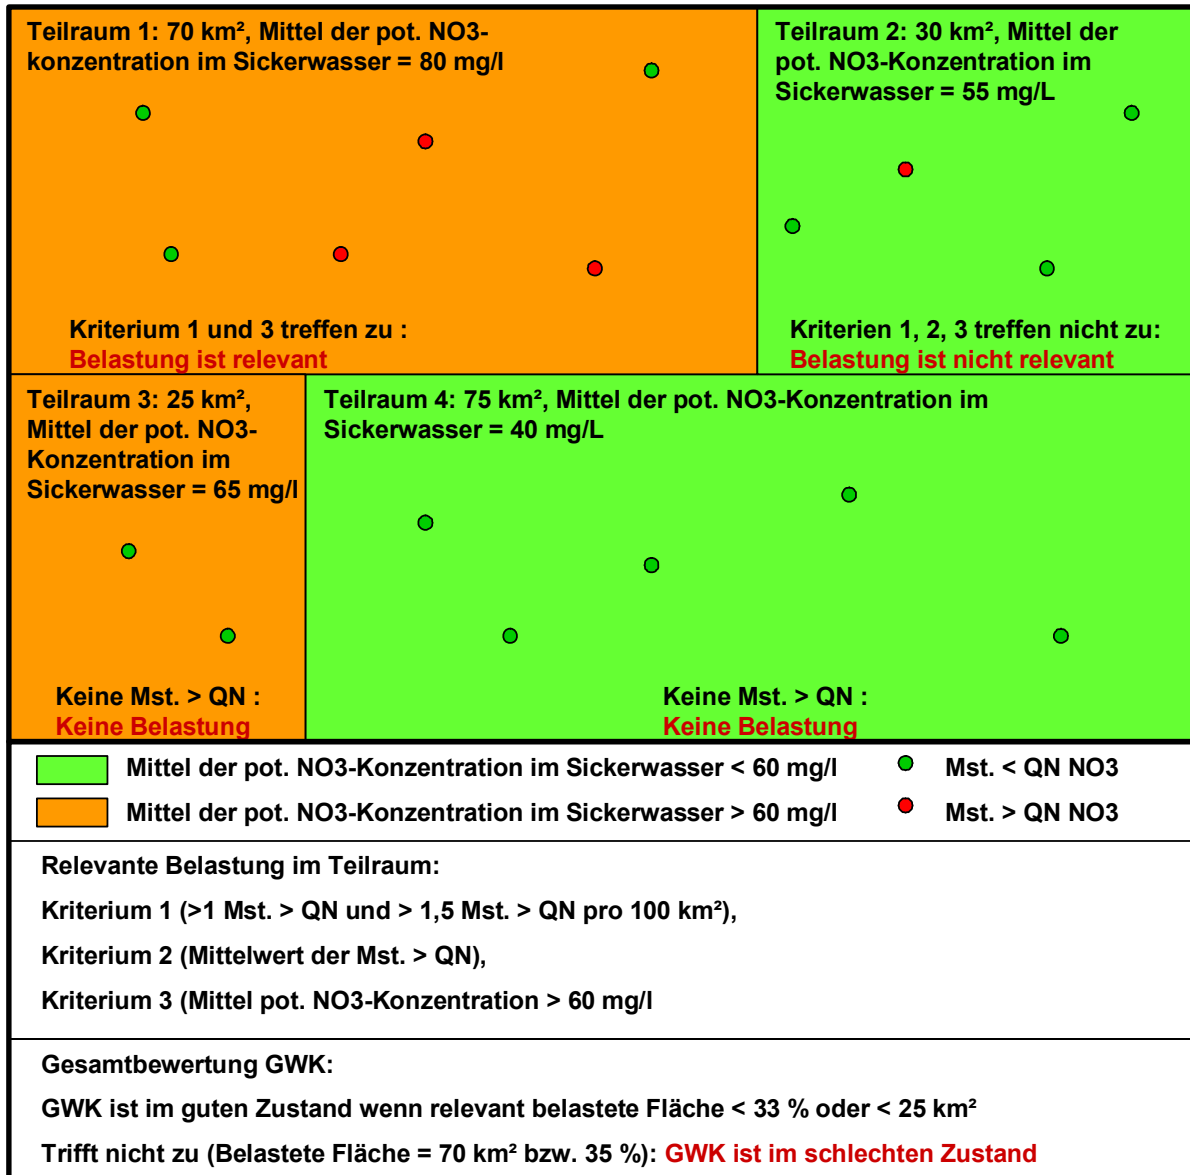 Teilraum 1: 70 km², Mittel der pot. NO3-
konzentration im Sickerwasser = 80 mg/l
Kriterium 1 und 3 treffen zu :
Belastung ist relevant
Teilraum 2: 30 km², Mittel der
pot. NO3-Konzentration im
Sickerwasser = 55 mg/L
Kriterien 1, 2, 3 treffen nicht zu:
Belastung ist nicht relevant
Teilraum 3: 25 km²,
Mittel der pot. NO3-
Konzentration im
Sickerwasser = 65 mg/l
Keine Mst. > QN :
Keine Belastung
Teilraum 4: 75 km², Mittel der pot. NO3-Konzentration im
Sickerwasser = 40 mg/L
Keine Mst. > QN :
Keine Belastung
Mittel der pot. NO3-Konzentration im Sickerwasser < 60 mg/l
Mst. < QN NO3
Mittel der pot. NO3-Konzentration im Sickerwasser > 60 mg/l
Mst. > QN NO3
Relevante Belastung im Teilraum:
Kriterium 1 (>1 Mst. > QN und > 1,5 Mst. > QN pro 100 km²),
Kriterium 2 (Mittelwert der Mst. > QN),
Kriterium 3 (Mittel pot. NO3-Konzentration > 60 mg/l
Gesamtbewertung GWK:
GWK ist im guten Zustand wenn relevant belastete Fläche < 33 % oder < 25 km²
Trifft nicht zu (Belastete Fläche = 70 km² bzw. 35 %): GWK ist im schlechten Zustand